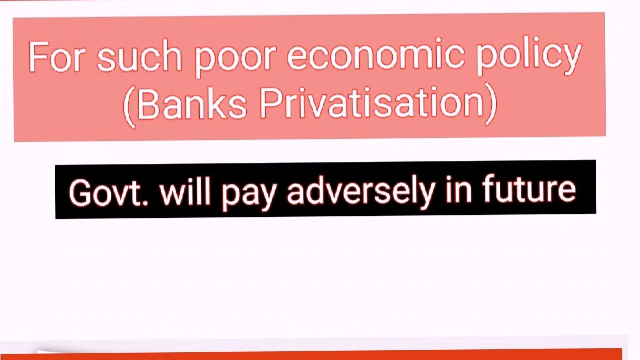 For such poor economic policy
(Banks Privatisation)
Govt. will pay adversely in future